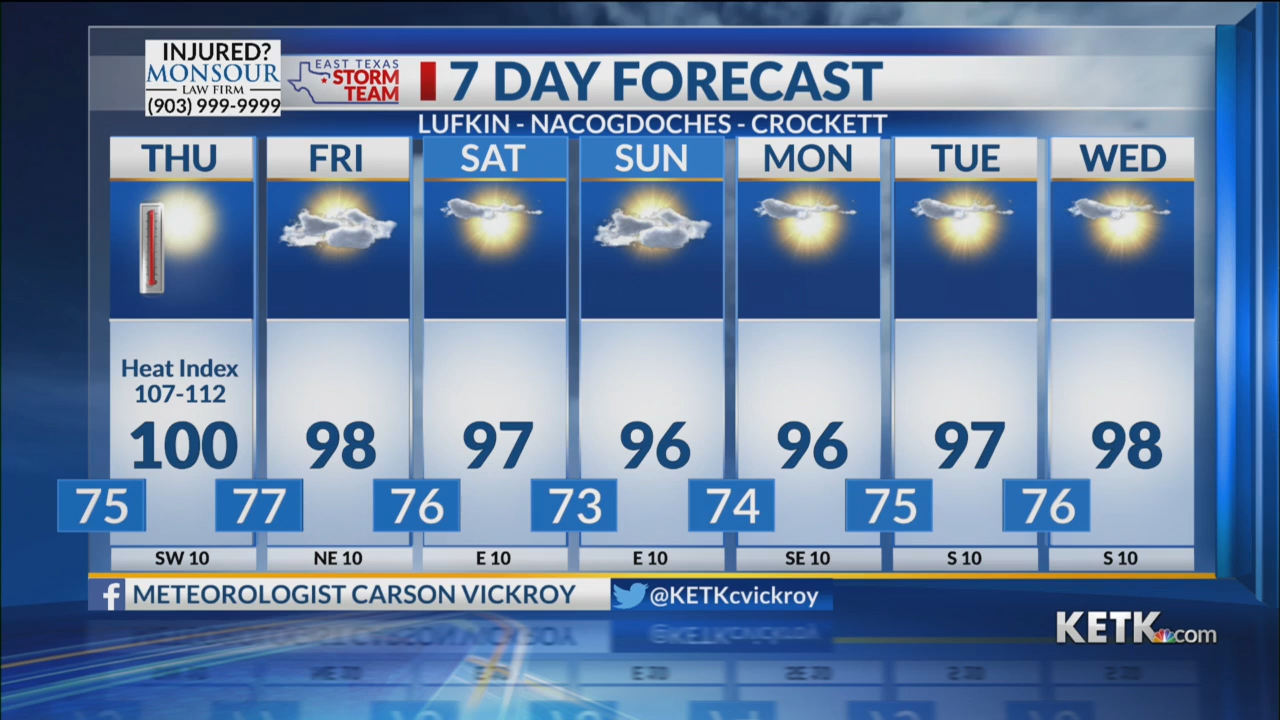 INJURED?
MONSOUR
LAW FIRM
(903) 999-9999
EAST TEXAS
STORM
TEAM
7 DAY FORECAST
LUFKIN - NACOGDOCHES - CROCKETT
THU FRI SAT SUN MON TUE WED
Heat Index
107-112
100 98 97 96 96 97 98
75 77 76 73 74 75 76
SW 10 NE 10 E 10 E 10 SE 10 S 10 S 10
f METEOROLOGIST CARSON VICKROY @KETKcvickroy
KETK.com